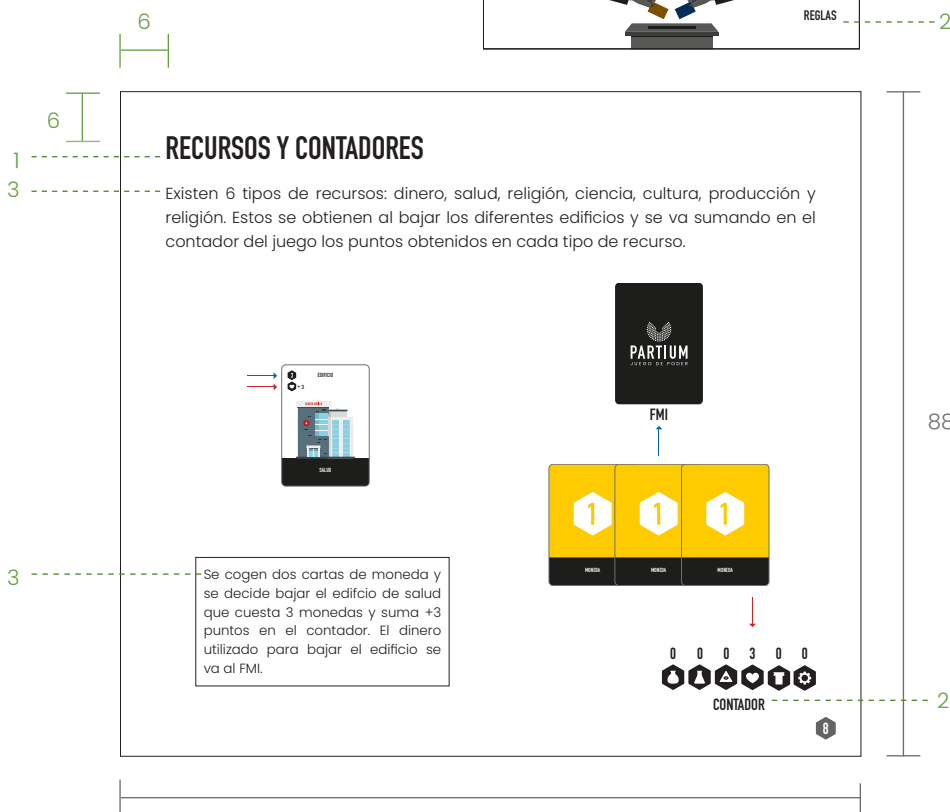 REGLAS
2
6
6
RECURSOS Y CONTADORES
1
Existen 6 tipos de recursos: dinero, salud, religión, ciencia, cultura, producción y
3
religión. Estos se obtienen al bajar los diferentes edificios y se va sumando en el
contador del juego los puntos obtenidos en cada tipo de recurso.
PARTIUM
JUEGO DE PODER
FMI
EDIFICIO
+3
SALUD
88
1
1
1
MONEDA
MONEDA
MONEDA
3
Se cogen dos cartas de moneda y
se decide bajar el edifcio de salud
que cuesta 3 monedas y suma +3
puntos en el contador. El dinero
utilizado para bajar el edificio se
va al FMI.
0 0 0 3 0 0
CONTADOR
2
8